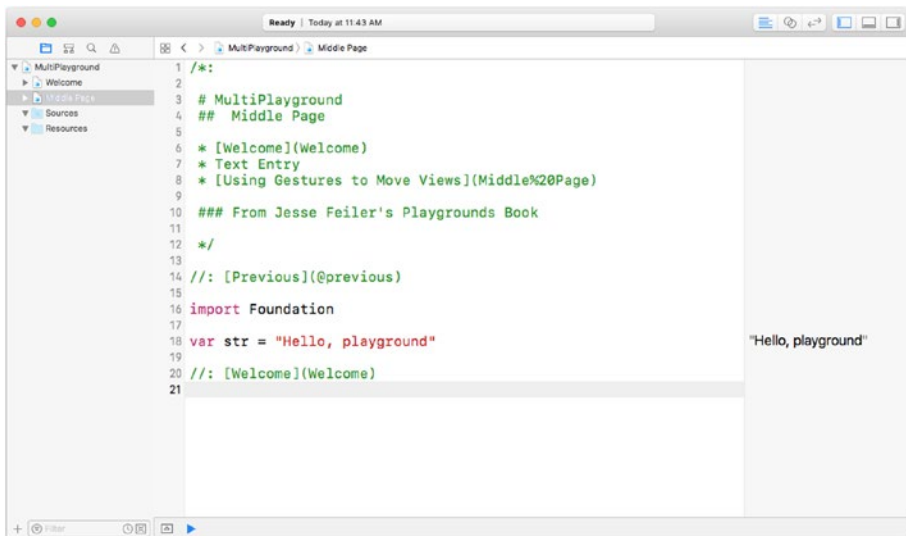 Ready | Today at 11:43 AM
MultiPlayground
Middle Page
MultiPlayground
Welcome
Middle Page
Sources
Resources
1 /*:
2
3 # MultiPlayground
4 ##  Middle Page
5
6 * [Welcome](Welcome)
7 * Text Entry
8 * [Using Gestures to Move Views](Middle%20Page)
9
10 ### From Jesse Feiler's Playgrounds Book
11
12 */
13
14 //: [Previous](@previous)
15
16 import Foundation
17
18 var str = "Hello, playground"
"Hello, playground"
19
20 //: [Welcome](Welcome)
21
Filter